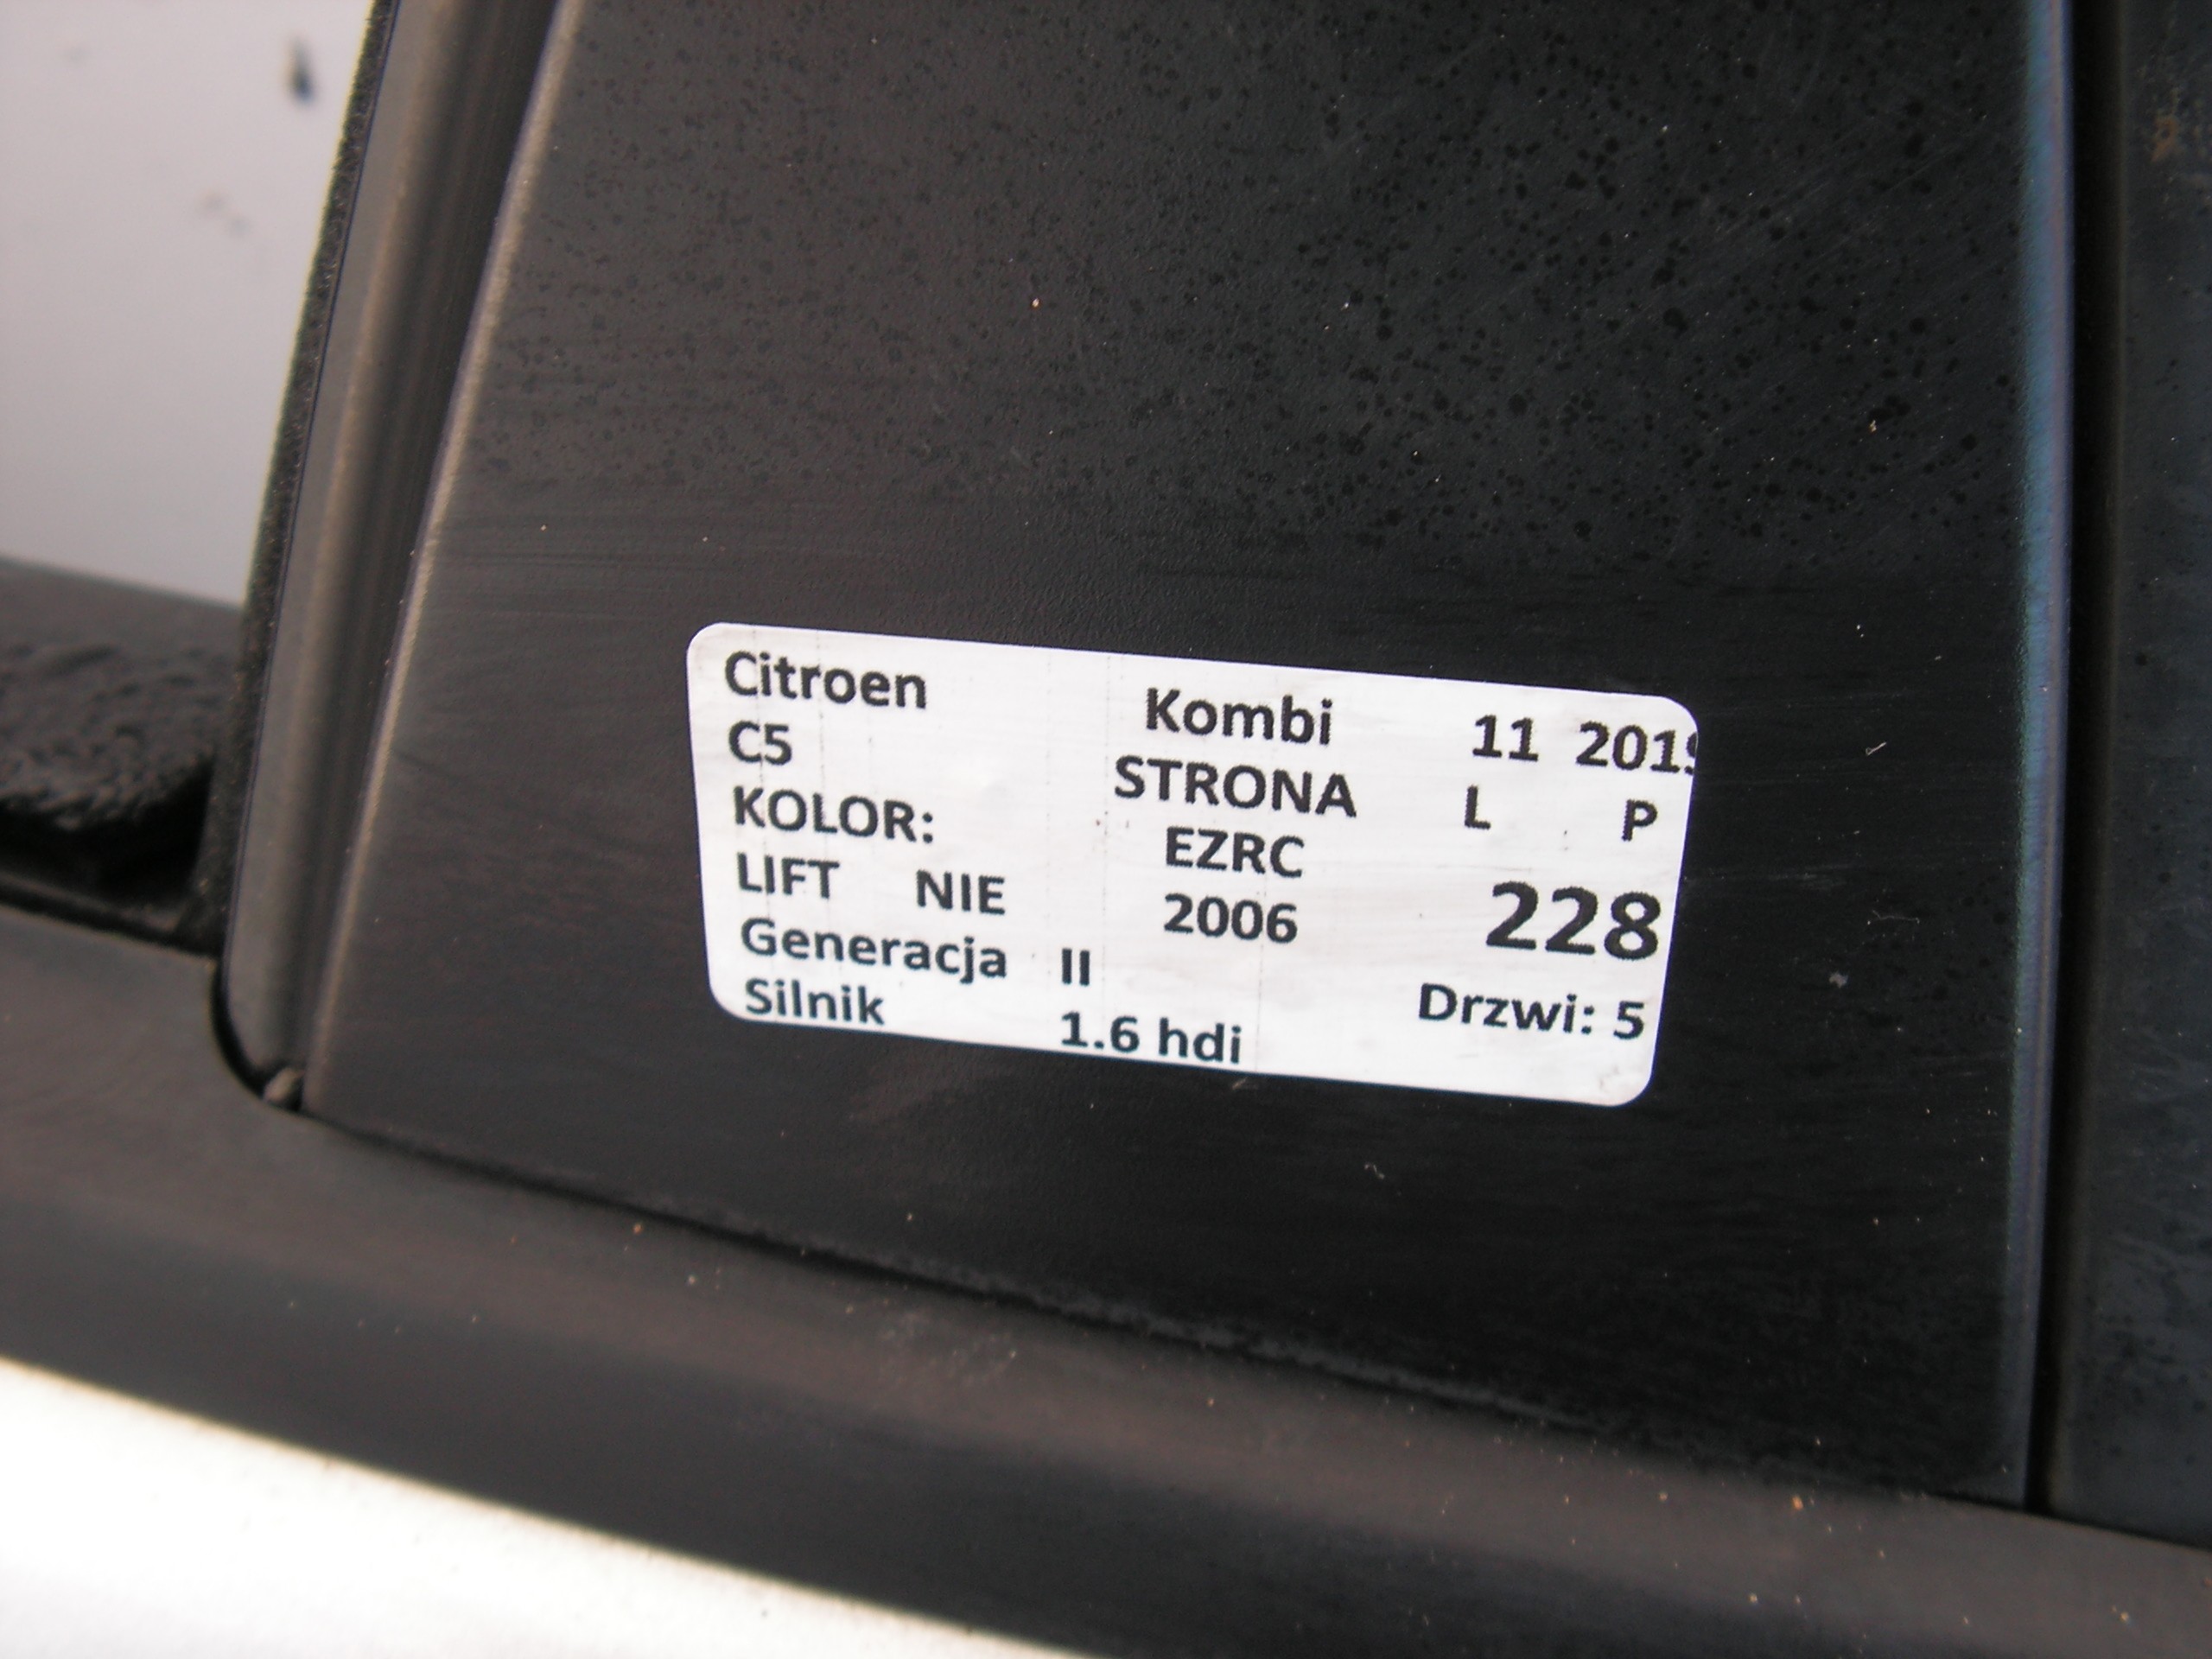 Citroen Kombi 11 2019
C5 STRONA L P
KOLOR: EZRC
LIFT NIE 2006 228
Generacja II Drzwi: 5
Silnik 1.6 hdi